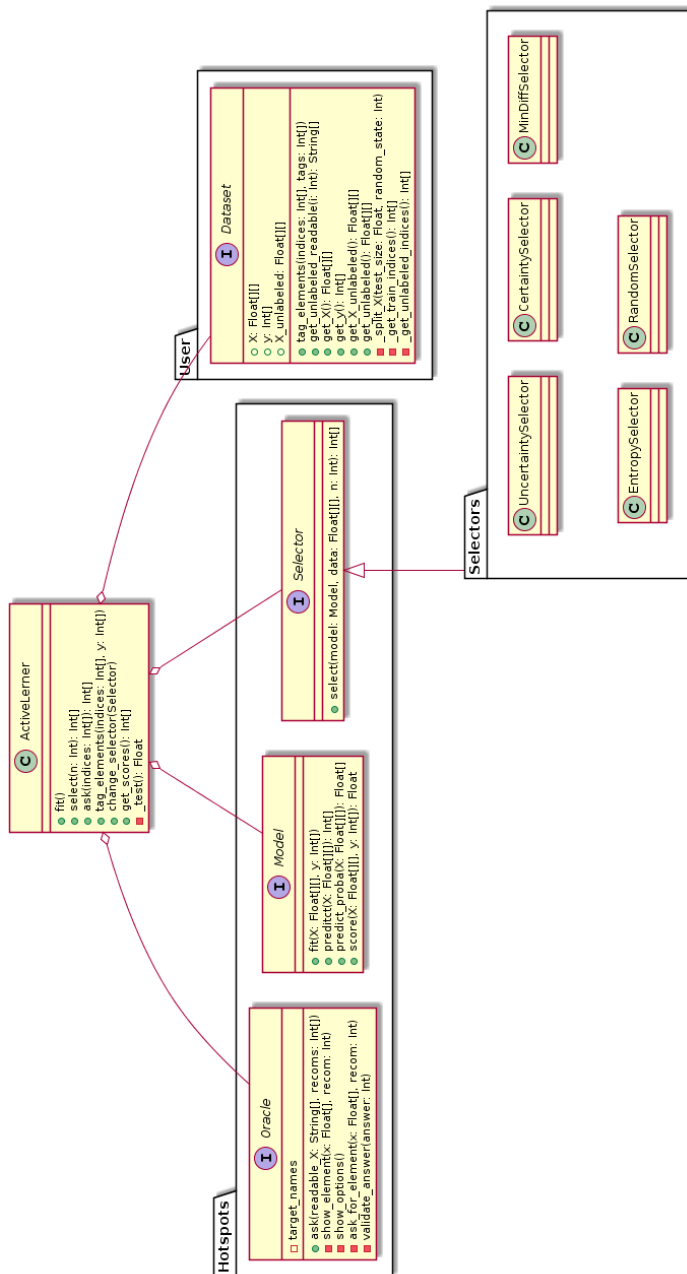 C ActiveLerner
fit()
select(n: Int): Int[]
ask(indices: Int[]): Int[]
tag_elements(indices: Int[], y: Int[])
change_selector(Selector)
get_scores(): Int[]
_test(): Float
Hotspots
I Oracle
target_names
ask(readable_X: String[], recoms: Int[])
show_element(x: Float[], recom: Int)
show_options()
ask_for_element(x: Float[], recom: Int)
validate_answer(answer: Int)
I Model
fit(X: Float[][], y: Int[])
preditct(X: Float[][]): Int[]
predict_proba(X: Float[][]): Float[]
score(X: Float[][], y: Int[]): Float
I Selector
select(model: Model, data: Float[][], n: Int): Int[]
User
I Dataset
X: Float[][]
y: Int[]
X_unlabeled: Float[][]
tag_elements(indices: Int[], tags: Int[])
get_unlabeled_readable(i: Int): String[]
get_X(): Float[][]
get_y(): Int[]
get_X_unlabeled(): Float[][]
get_unlabeled(): Float[][]
_split_X(test_size: Float, random_state: Int)
_get_train_indices(): Int[]
_get_unlabeled_indices(): Int[]
Selectors
C UncertaintySelector
C CertaintySelector
C MinDiffSelector
C EntropySelector
C RandomSelector